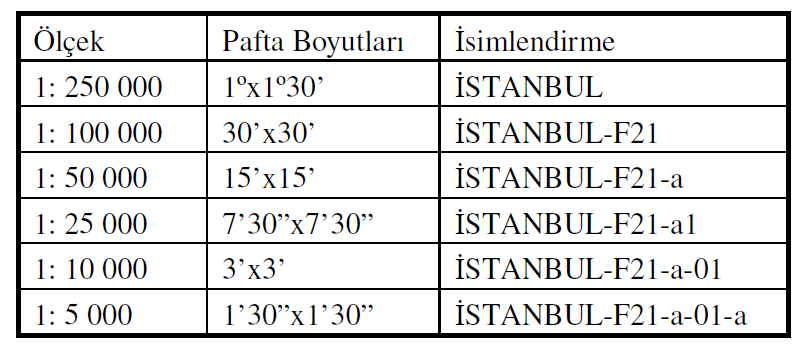 Ölçek Pafta Boyutları İsimlendirme
1: 250 000 1ºx1º30’ İSTANBUL
1: 100 000 30’x30’ İSTANBUL-F21
1: 50 000 15’x15’ İSTANBUL-F21-a
1: 25 000 7’30”x7’30” İSTANBUL-F21-a1
1: 10 000 3’x3’ İSTANBUL-F21-a-01
1: 5 000 1’30”x1’30” İSTANBUL-F21-a-01-a